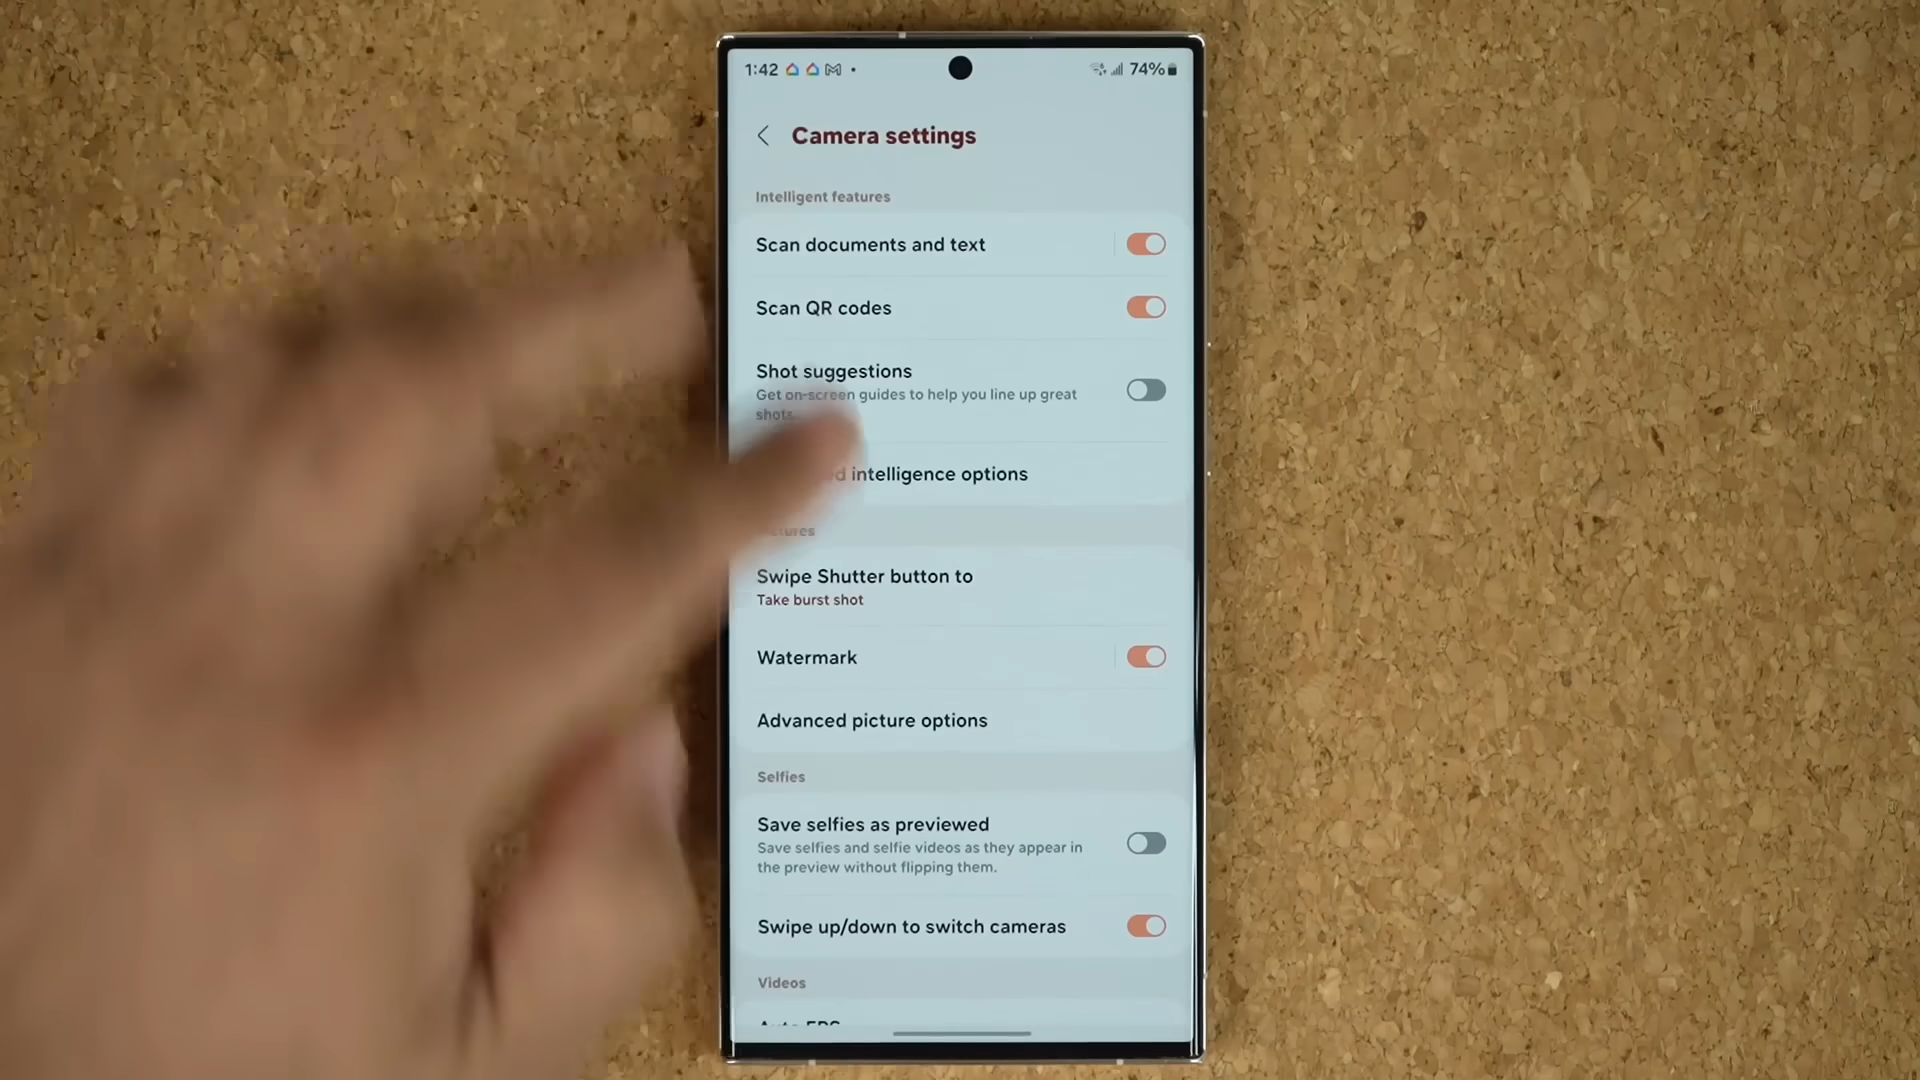 1:42
74%
Camera settings
Intelligent features
Scan documents and text
Scan QR codes
Shot suggestions
Get on-screen guides to help you line up great
shots.
intelligence options
Swipe Shutter button to
Take burst shot
Watermark
Advanced picture options
Selfies
Save selfies as previewed
Save selfies and selfie videos as they appear in
the preview without flipping them.
Swipe up/down to switch cameras
Videos